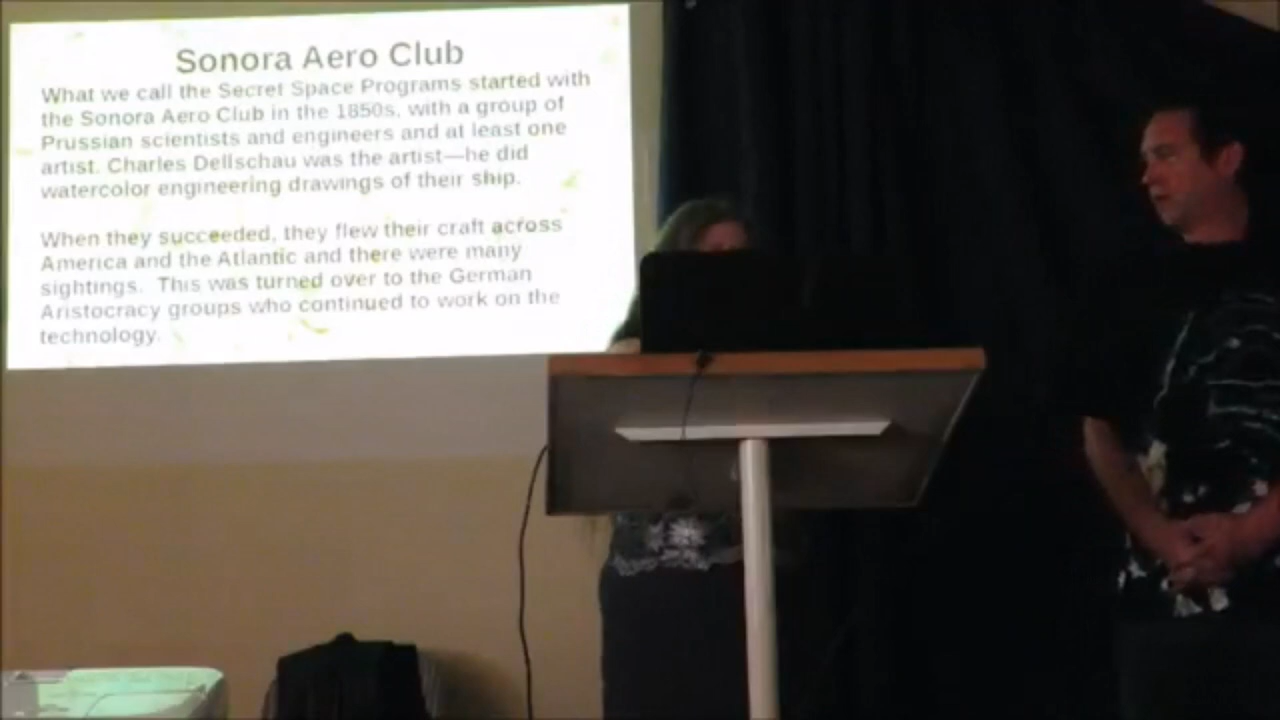 Sonora Aero Club
What we call the Secret Space Programs started with
the Sonora Aero Club in the 1850s, with a group of
Prussian scientists and engineers and at least one
artist. Charles Dellschau was the artist—he did
watercolor engineering drawings of their ship.
When they succeeded, they flew their craft across
America and the Atlantic and there were many
sightings. This was turned over to the German
Aristocracy groups who continued to work on the
technology.